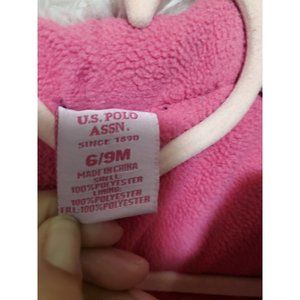 U.S. POLO
ASSN.
SINCE 1890
6/9M
MADE IN CHINA
SHELL:
100%POLYESTER
LINING:
100%POLYESTER
FILL:100%POLYESTER